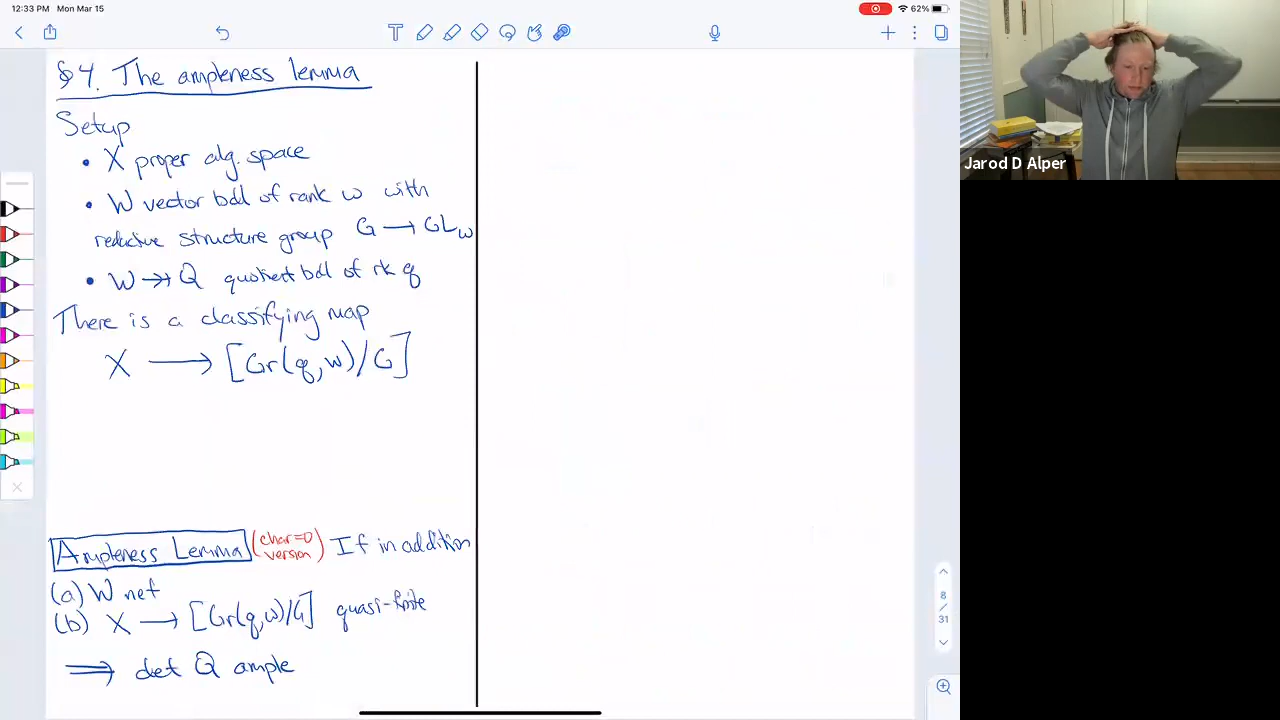 12:33 PM Mon Mar 15
62%
§4. The ampleness lemma
Setup
• X proper alg. space
• W vector bdl of rank w with
reductive structure group G → GL_w
• W ↠ Q quotient bdl of rk q
There is a classifying map
X → [Gr(q,w)/G]
Ampleness Lemma (char=0 version) If in addition
(a) W nef
(b) X → [Gr(q,w)/G] quasi-finite
⟹ det Q ample
8
/
31
Jarod D Alper